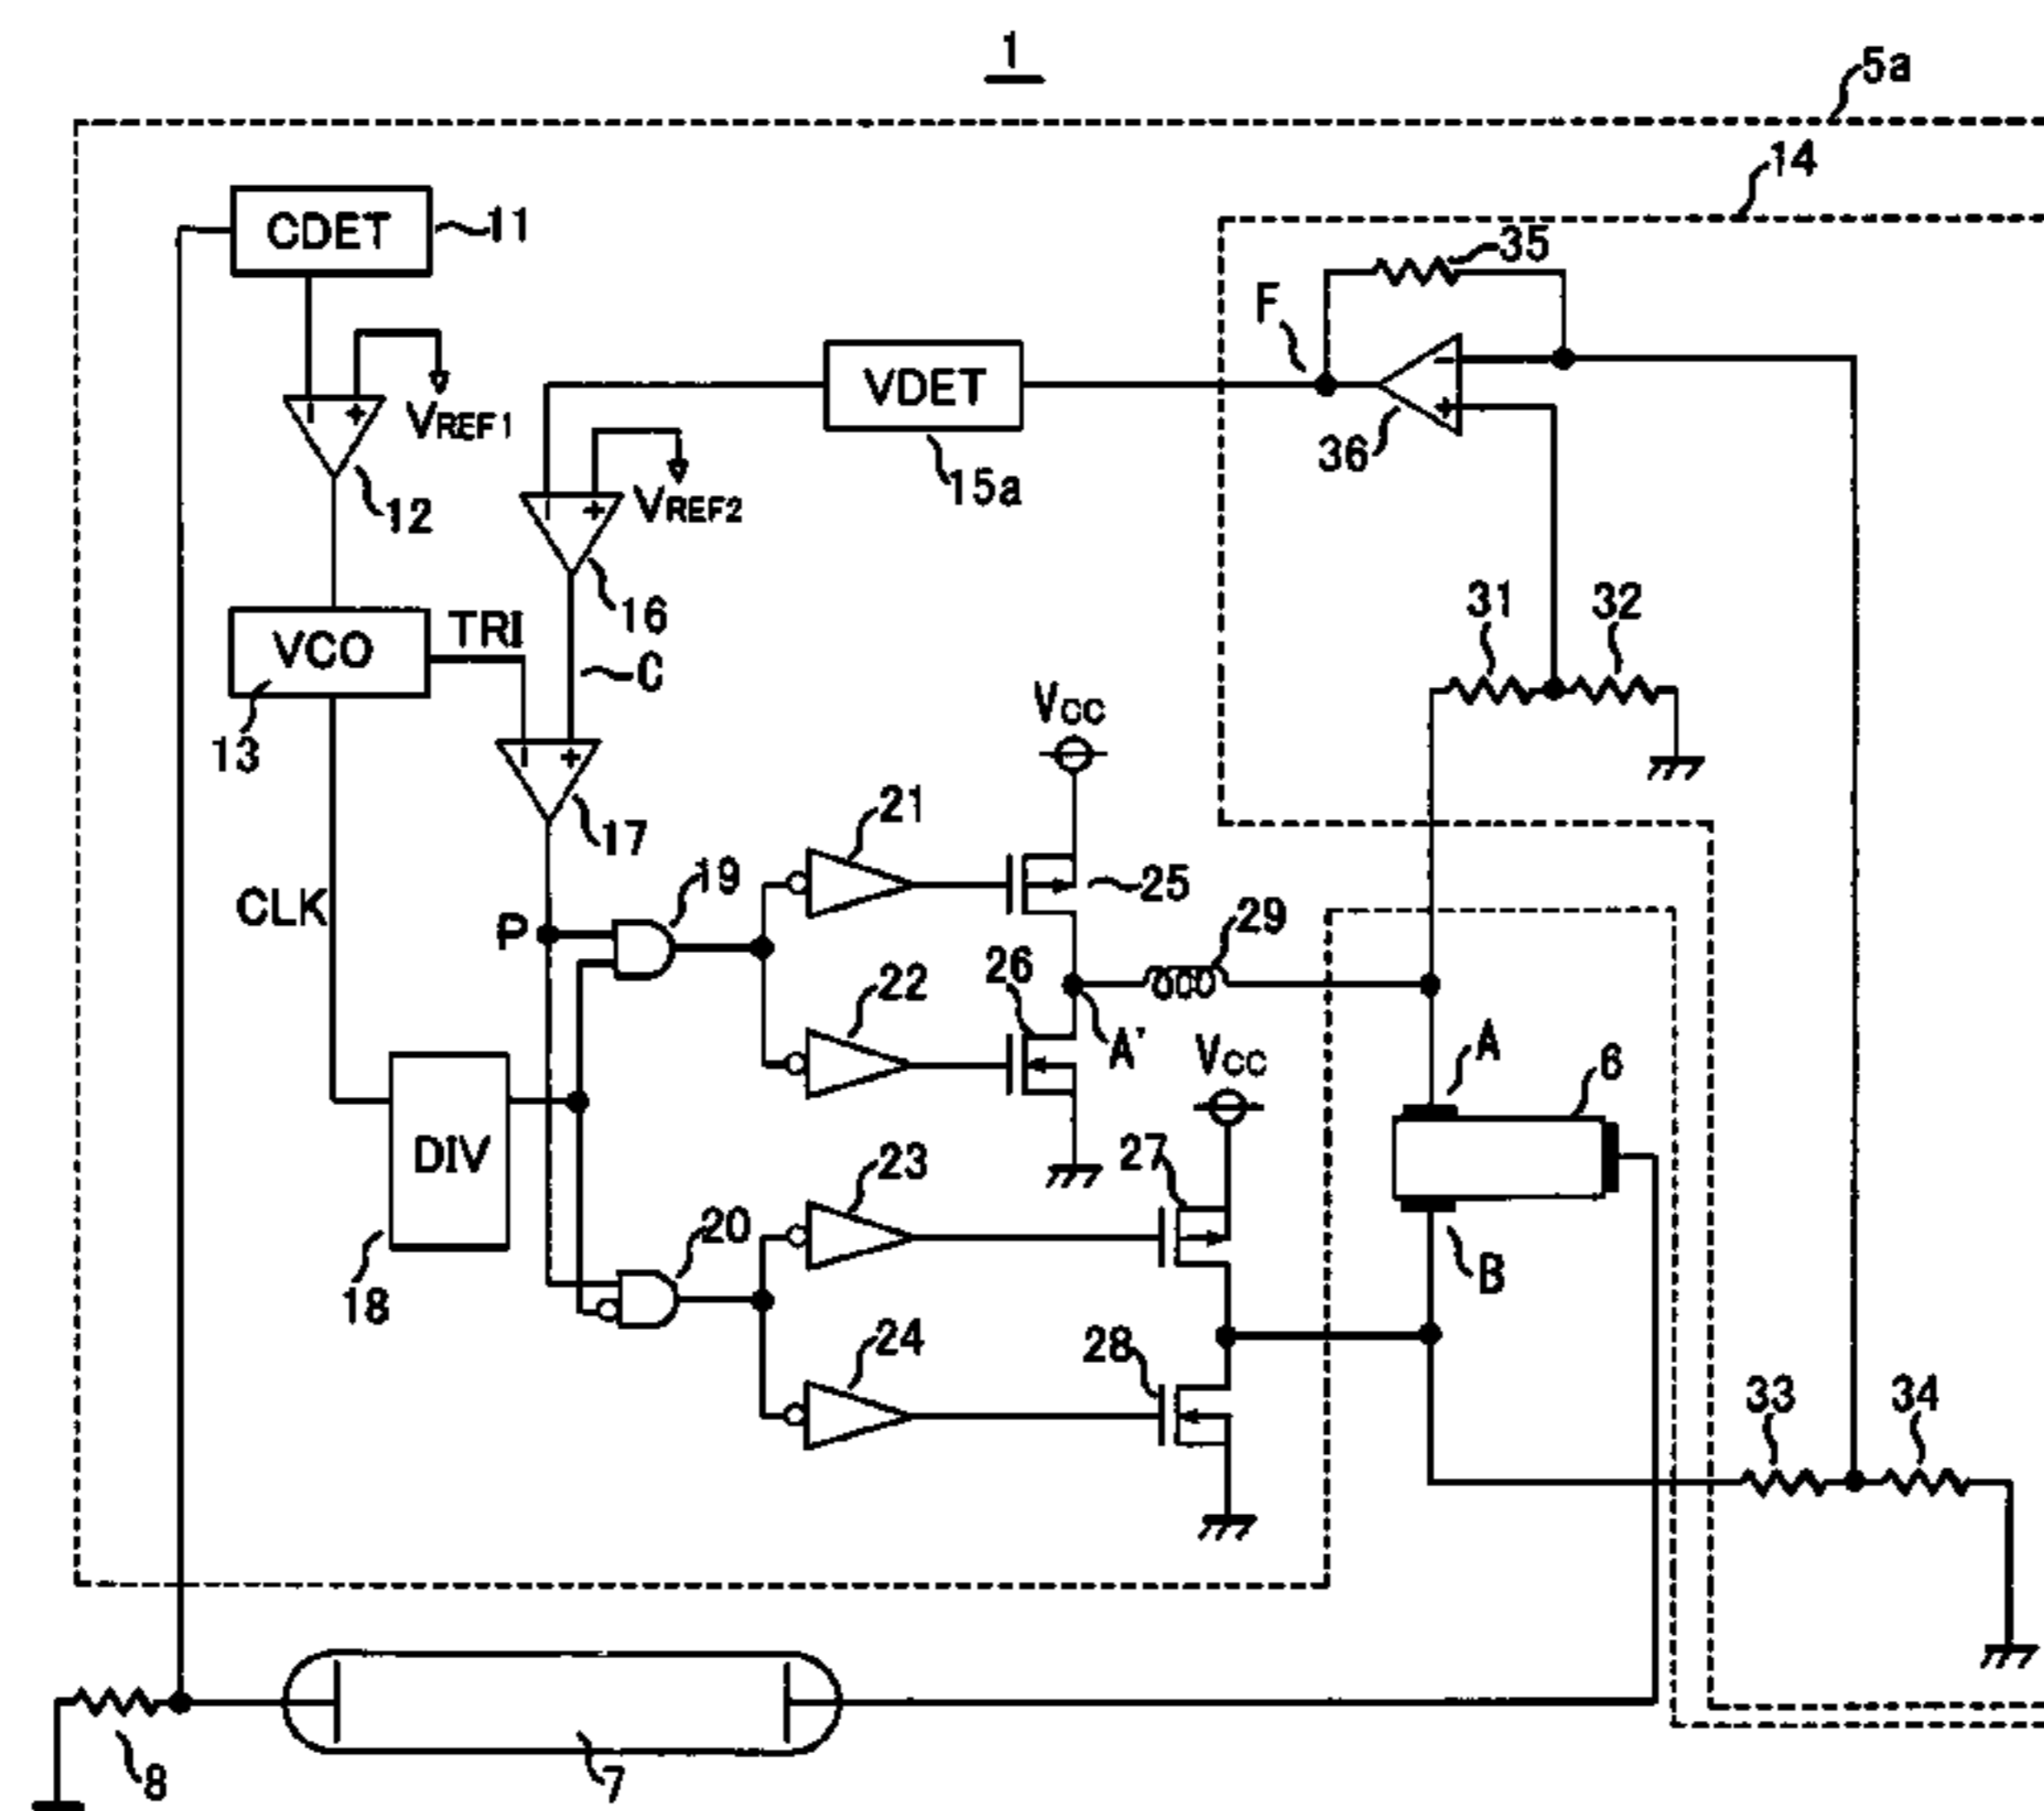 1
5a
14
CDET
11
35
F
VDET
- +
VREF1
- +
VREF2
36
15a
12
16
31
32
VCO
TRI
C
VCC
13
- +
17
21
25
CLK
P
19
29
26
22
A'
VCC
A
6
DIV
27
23
20
B
18
24
28
33
34
8
7